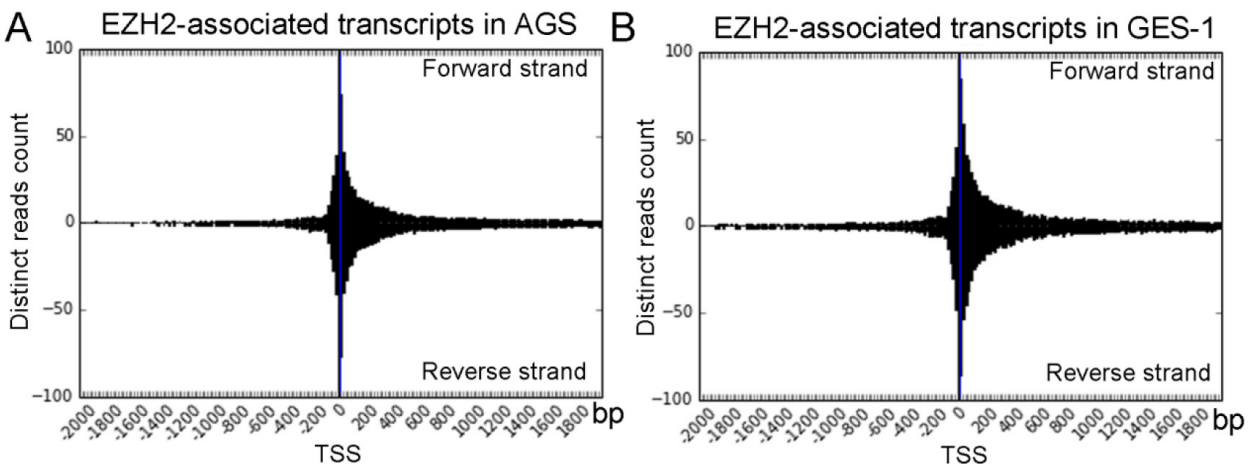 A EZH2-associated transcripts in AGS
100
Forward strand
50
0
−50
Reverse strand
−100
Distinct reads count
-2000 -1800 -1600 -1400 -1200 -1000 -800 -600 -400 -200 0 200 400 600 800 1000 1200 1400 1600 1800 bp
TSS
B EZH2-associated transcripts in GES-1
100
Forward strand
50
0
−50
Reverse strand
−100
Distinct reads count
-2000 -1800 -1600 -1400 -1200 -1000 -800 -600 -400 -200 0 200 400 600 800 1000 1200 1400 1600 1800 bp
TSS